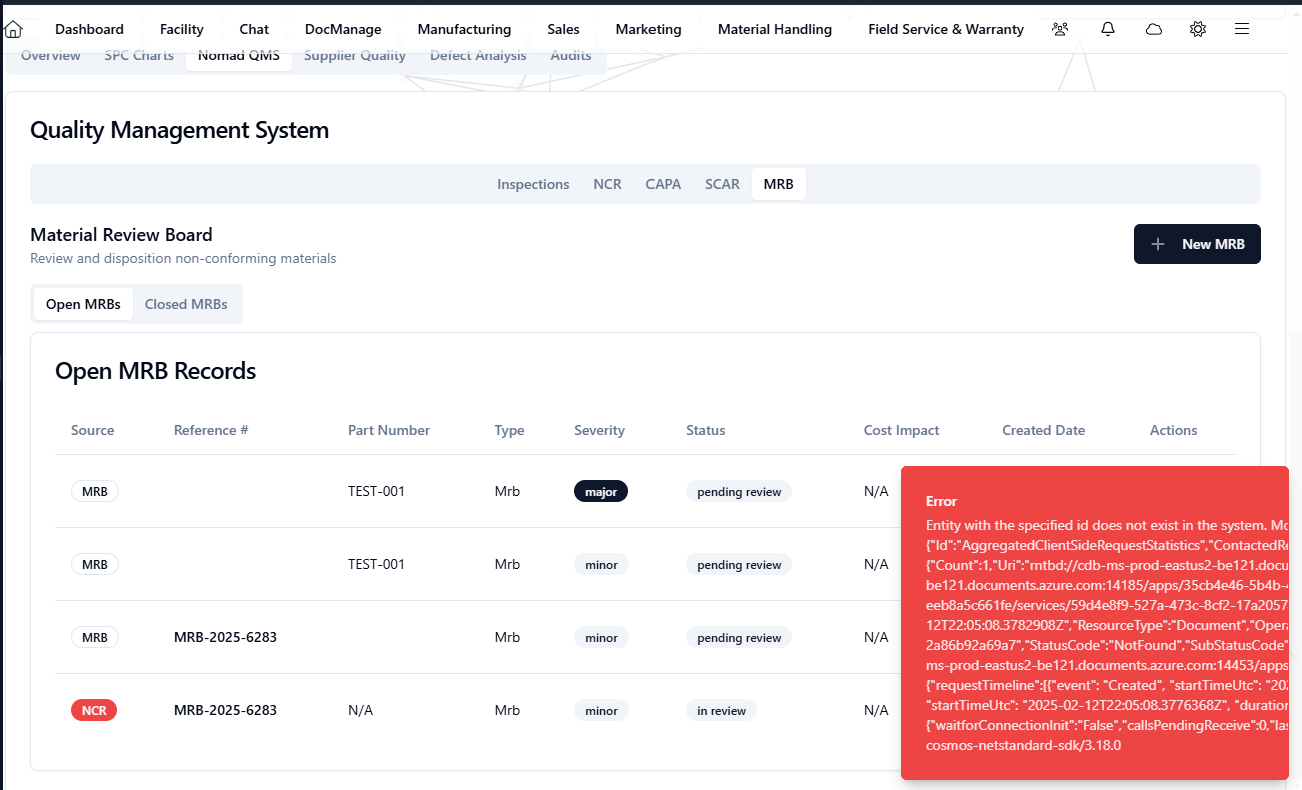 Dashboard Facility Chat DocManage Manufacturing Sales Marketing Material Handling Field Service & Warranty
Overview SPC Charts Nomad QMS Supplier Quality Defect Analysis Audits
Quality Management System
Inspections NCR CAPA SCAR MRB
Material Review Board
Review and disposition non-conforming materials
+ New MRB
Open MRBs Closed MRBs
Open MRB Records
Source Reference # Part Number Type Severity Status Cost Impact Created Date Actions
MRB TEST-001 Mrb major pending review N/A
MRB TEST-001 Mrb minor pending review N/A
MRB MRB-2025-6283 Mrb minor pending review N/A
NCR MRB-2025-6283 N/A Mrb minor in review N/A
Error
Entity with the specified id does not exist in the system. Mo
{"Id":"AggregatedClientSideRequestStatistics","ContactedRe
{"Count":1,"Uri":"rntbd://cdb-ms-prod-eastus2-be121.docu
be121.documents.azure.com:14185/apps/35cb4e46-5b4b-
eeb8a5c661fe/services/59d4e8f9-527a-473c-8cf2-17a2057
12T22:05:08.3782908Z","ResourceType":"Document","Opera
2a86b92a69a7","StatusCode":"NotFound","SubStatusCode"
ms-prod-eastus2-be121.documents.azure.com:14453/apps
{"requestTimeline":[{"event": "Created", "startTimeUtc": "202
"startTimeUtc": "2025-02-12T22:05:08.3776368Z", "duration
{"waitforConnectionInit":"False","callsPendingReceive":0,"las
cosmos-netstandard-sdk/3.18.0